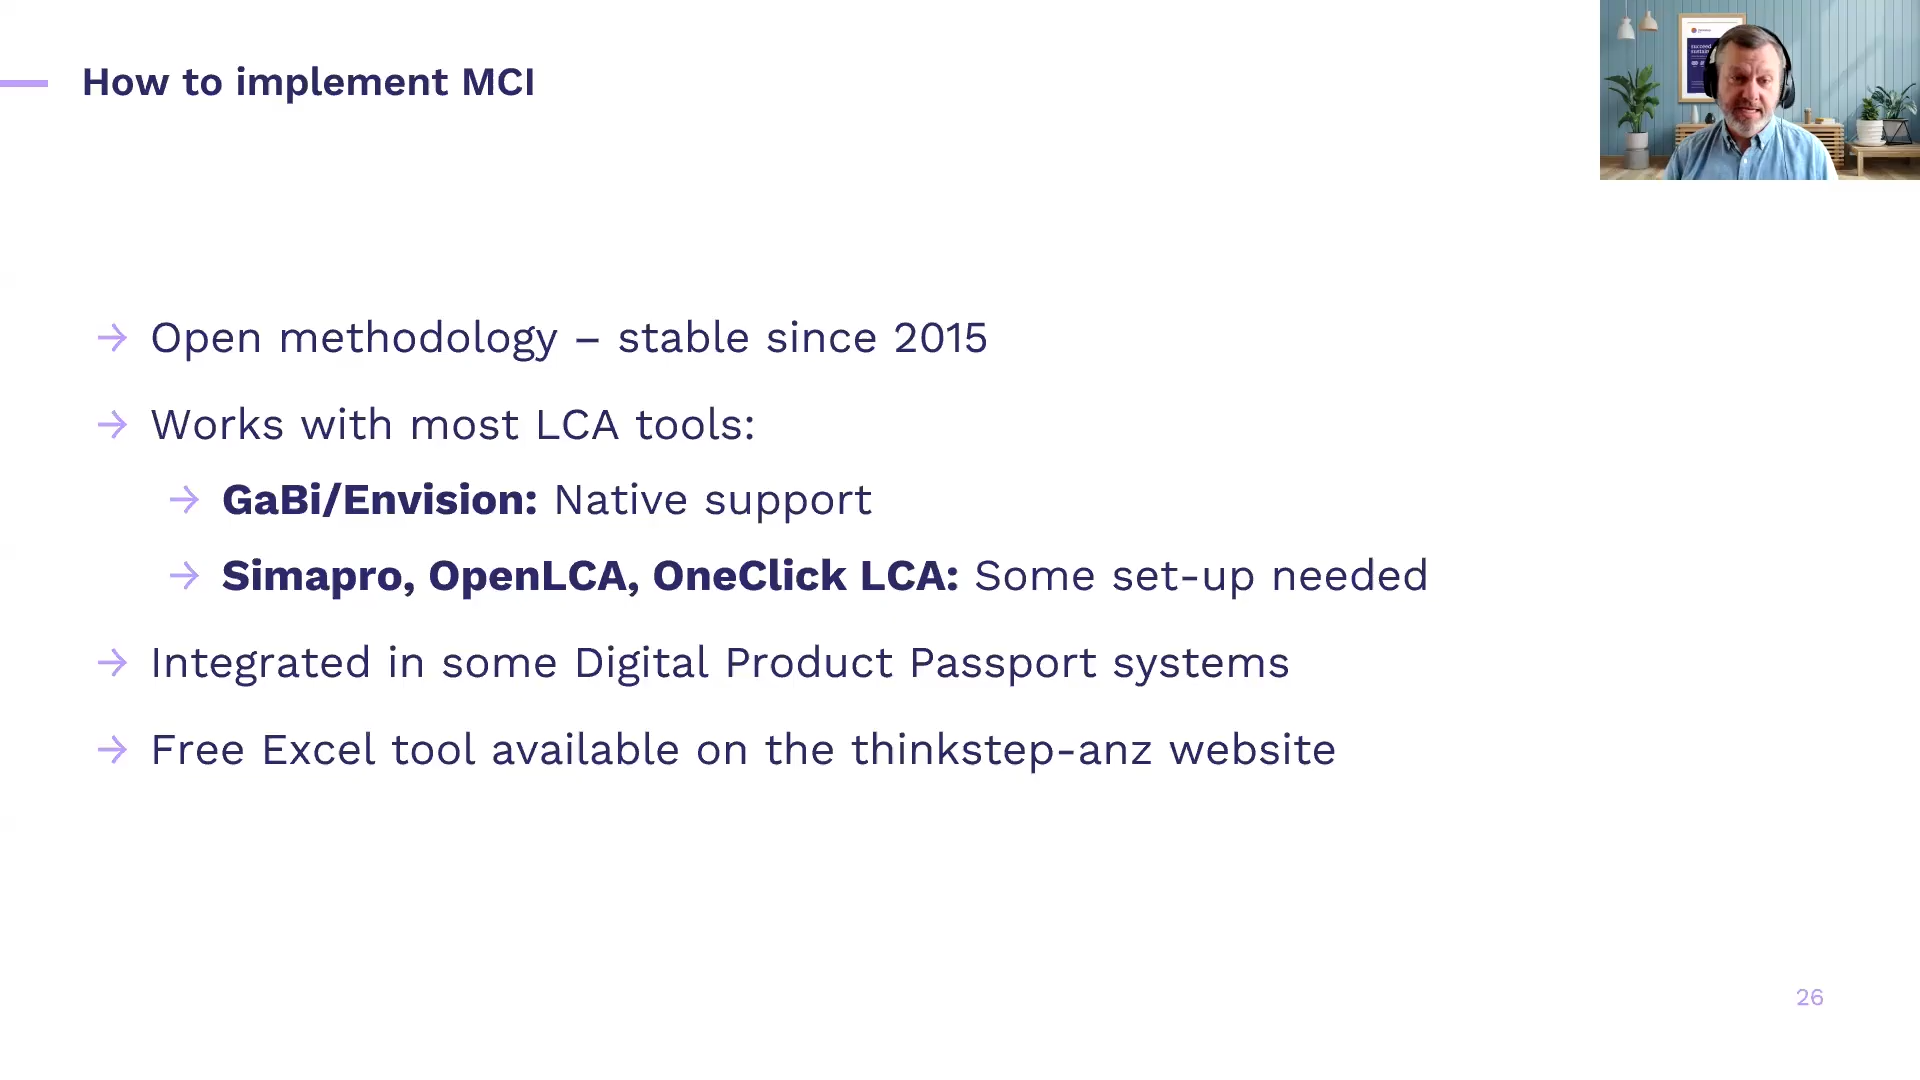 How to implement MCI
→ Open methodology – stable since 2015
→ Works with most LCA tools:
→ GaBi/Envision: Native support
→ Simapro, OpenLCA, OneClick LCA: Some set-up needed
→ Integrated in some Digital Product Passport systems
→ Free Excel tool available on the thinkstep-anz website
26